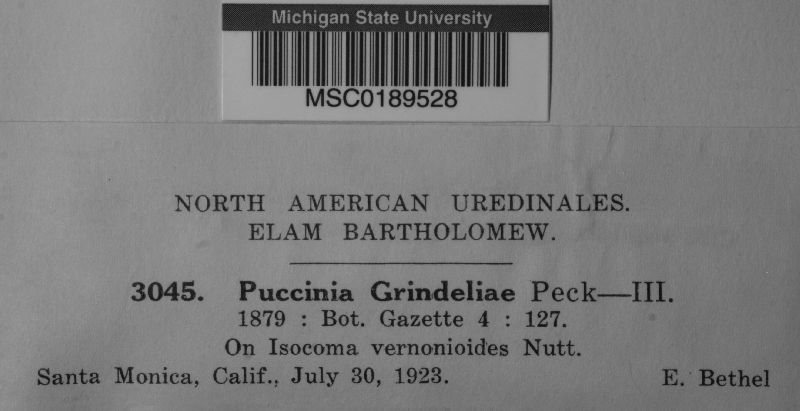 Michigan State University
MSC0189528
NORTH AMERICAN UREDINALES.
ELAM BARTHOLOMEW.
3045. Puccinia Grindeliae Peck—III.
1879 : Bot. Gazette 4 : 127.
On Isocoma vernonioides Nutt.
Santa Monica, Calif., July 30, 1923. E. Bethel